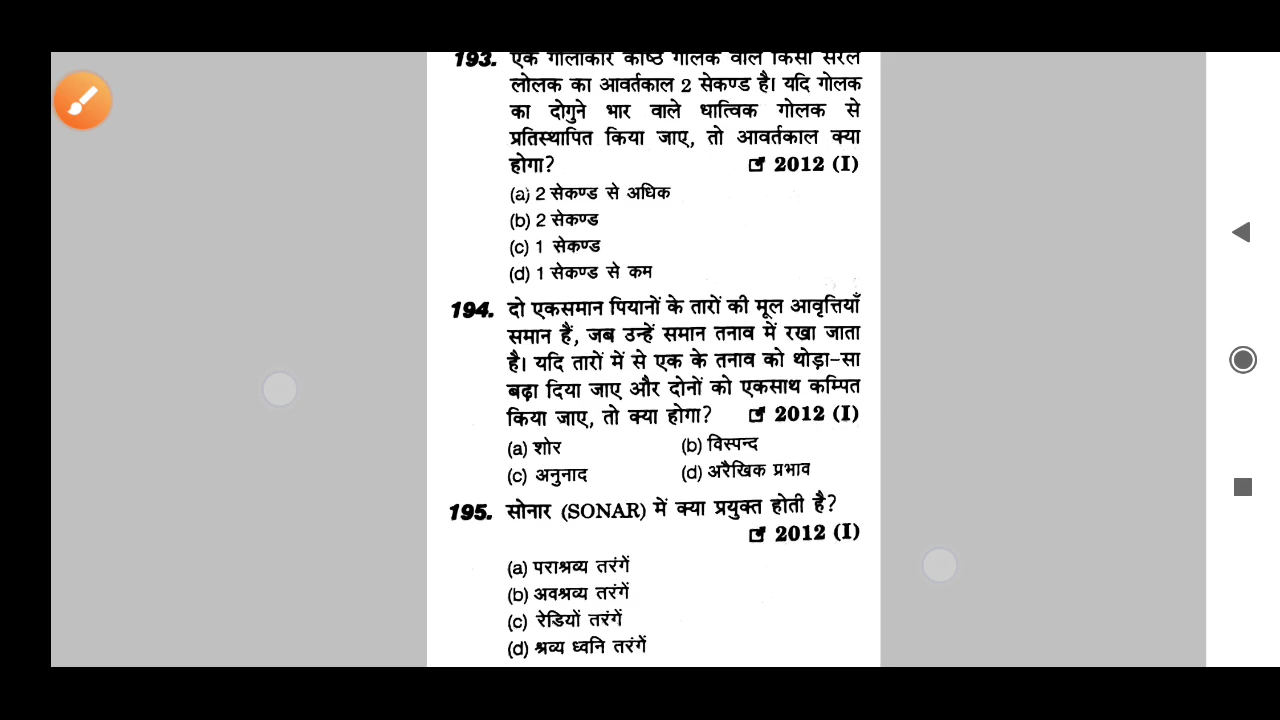 193. एक गोलाकार काष्ठ गोलक वाले किसी सरल
लोलक का आवर्तकाल 2 सेकण्ड है। यदि गोलक
का दोगुने भार वाले धात्विक गोलक से
प्रतिस्थापित किया जाए, तो आवर्तकाल क्या
होगा? 2012 (I)
(a) 2 सेकण्ड से अधिक
(b) 2 सेकण्ड
(c) 1 सेकण्ड
(d) 1 सेकण्ड से कम
194. दो एकसमान पियानों के तारों की मूल आवृत्तियाँ
समान हैं, जब उन्हें समान तनाव में रखा जाता
है। यदि तारों में से एक के तनाव को थोड़ा-सा
बढ़ा दिया जाए और दोनों को एकसाथ कम्पित
किया जाए, तो क्या होगा? 2012 (I)
(a) शोर (b) विस्पन्द
(c) अनुनाद (d) अरैखिक प्रभाव
195. सोनार (SONAR) में क्या प्रयुक्त होती है?
2012 (I)
(a) पराश्रव्य तरंगें
(b) अवश्रव्य तरंगें
(c) रेडियों तरंगें
(d) श्रव्य ध्वनि तरंगें